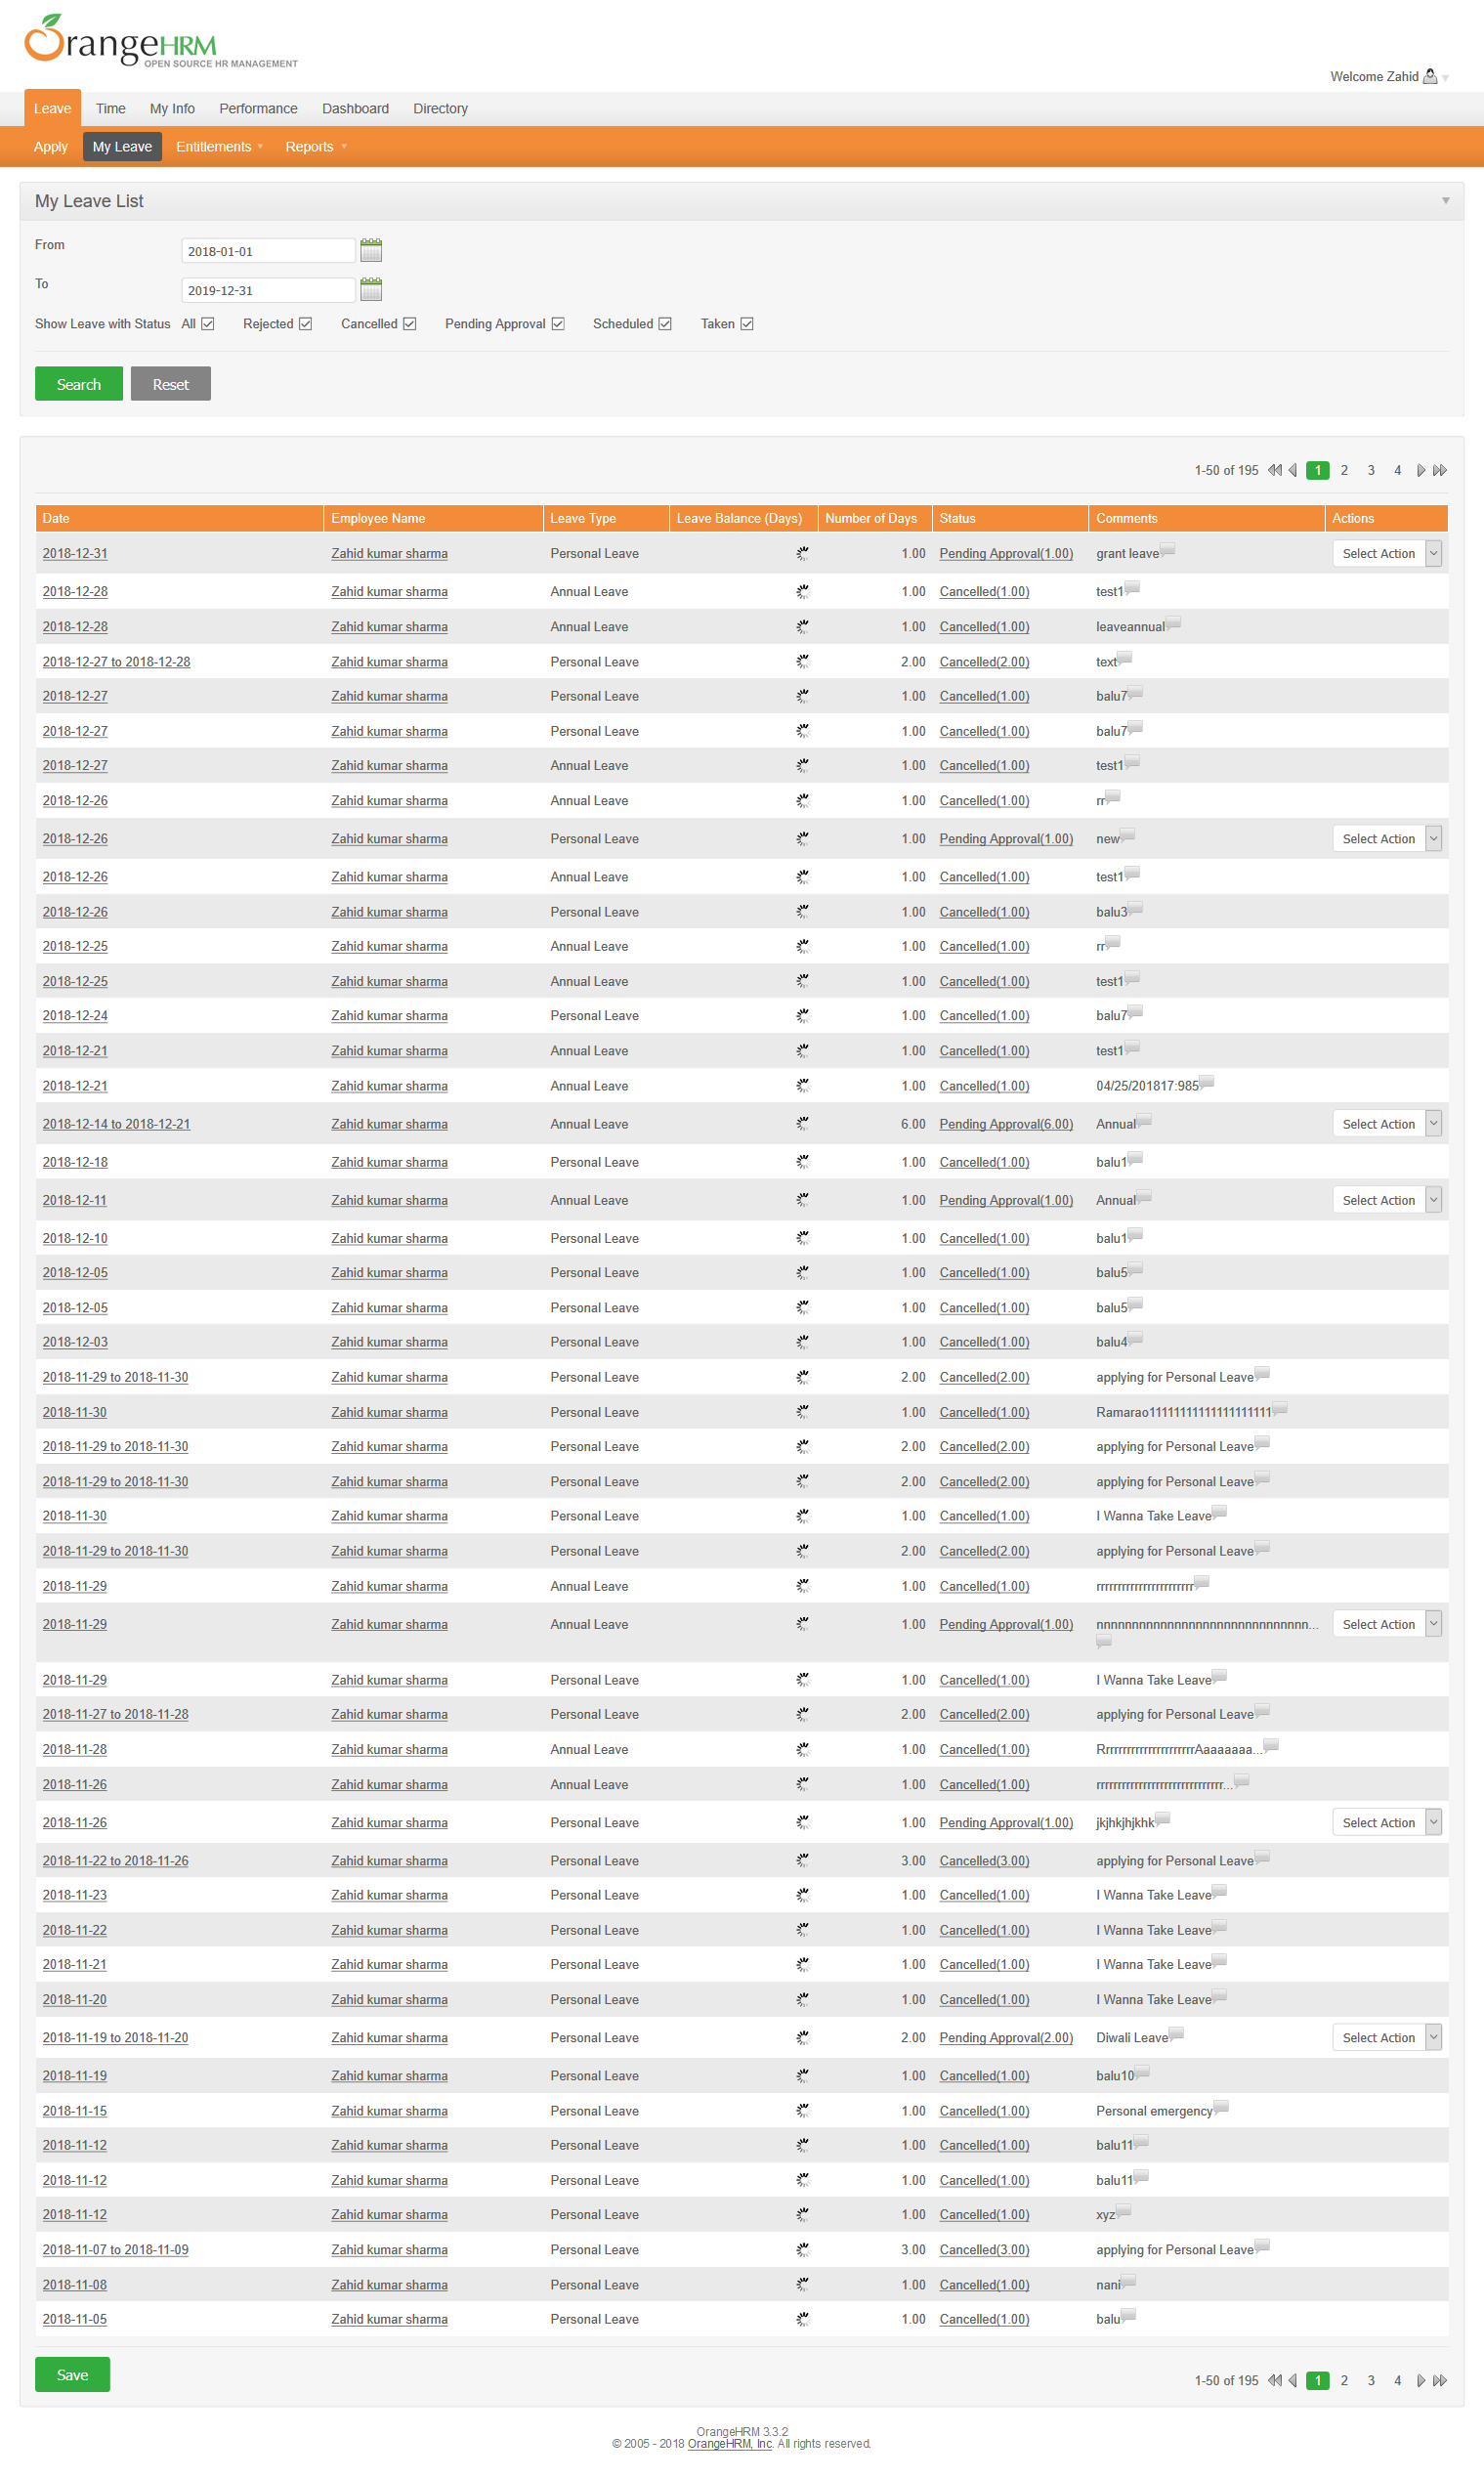 OrangeHRM
OPEN SOURCE HR MANAGEMENT
Welcome Zahid
Leave Time My Info Performance Dashboard Directory
Apply My Leave Entitlements Reports
My Leave List
From 2018-01-01
To 2019-12-31
Show Leave with Status All Rejected Cancelled Pending Approval Scheduled Taken
Search Reset
1-50 of 195 1 2 3 4
Date Employee Name Leave Type Leave Balance (Days) Number of Days Status Comments Actions
2018-12-31 Zahid kumar sharma Personal Leave 1.00 Pending Approval(1.00) grant leave Select Action
2018-12-28 Zahid kumar sharma Annual Leave 1.00 Cancelled(1.00) test1
2018-12-28 Zahid kumar sharma Annual Leave 1.00 Cancelled(1.00) leaveannual
2018-12-27 to 2018-12-28 Zahid kumar sharma Personal Leave 2.00 Cancelled(2.00) text
2018-12-27 Zahid kumar sharma Personal Leave 1.00 Cancelled(1.00) balu7
2018-12-27 Zahid kumar sharma Personal Leave 1.00 Cancelled(1.00) balu7
2018-12-27 Zahid kumar sharma Annual Leave 1.00 Cancelled(1.00) test1
2018-12-26 Zahid kumar sharma Annual Leave 1.00 Cancelled(1.00) rr
2018-12-26 Zahid kumar sharma Personal Leave 1.00 Pending Approval(1.00) new Select Action
2018-12-26 Zahid kumar sharma Annual Leave 1.00 Cancelled(1.00) test1
2018-12-26 Zahid kumar sharma Personal Leave 1.00 Cancelled(1.00) balu3
2018-12-25 Zahid kumar sharma Annual Leave 1.00 Cancelled(1.00) rr
2018-12-25 Zahid kumar sharma Annual Leave 1.00 Cancelled(1.00) test1
2018-12-24 Zahid kumar sharma Personal Leave 1.00 Cancelled(1.00) balu7
2018-12-21 Zahid kumar sharma Annual Leave 1.00 Cancelled(1.00) test1
2018-12-21 Zahid kumar sharma Annual Leave 1.00 Cancelled(1.00) 04/25/201817:985
2018-12-14 to 2018-12-21 Zahid kumar sharma Annual Leave 6.00 Pending Approval(6.00) Annual Select Action
2018-12-18 Zahid kumar sharma Personal Leave 1.00 Cancelled(1.00) balu1
2018-12-11 Zahid kumar sharma Annual Leave 1.00 Pending Approval(1.00) Annual Select Action
2018-12-10 Zahid kumar sharma Personal Leave 1.00 Cancelled(1.00) balu1
2018-12-05 Zahid kumar sharma Personal Leave 1.00 Cancelled(1.00) balu5
2018-12-05 Zahid kumar sharma Personal Leave 1.00 Cancelled(1.00) balu5
2018-12-03 Zahid kumar sharma Personal Leave 1.00 Cancelled(1.00) balu4
2018-11-29 to 2018-11-30 Zahid kumar sharma Personal Leave 2.00 Cancelled(2.00) applying for Personal Leave
2018-11-30 Zahid kumar sharma Personal Leave 1.00 Cancelled(1.00)
2018-11-29 to 2018-11-30 Zahid kumar sharma Personal Leave 2.00 Cancelled(2.00) applying for Personal Leave
2018-11-29 to 2018-11-30 Zahid kumar sharma Personal Leave 2.00 Cancelled(2.00) applying for Personal Leave
2018-11-30 Zahid kumar sharma Personal Leave 1.00 Cancelled(1.00) I Wanna Take Leave
2018-11-29 to 2018-11-30 Zahid kumar sharma Personal Leave 2.00 Cancelled(2.00) applying for Personal Leave
2018-11-29 Zahid kumar sharma Annual Leave 1.00 Cancelled(1.00)
2018-11-29 Zahid kumar sharma Annual Leave 1.00 Pending Approval(1.00) Select Action
2018-11-29 Zahid kumar sharma Personal Leave 1.00 Cancelled(1.00) I Wanna Take Leave
2018-11-27 to 2018-11-28 Zahid kumar sharma Personal Leave 2.00 Cancelled(2.00) applying for Personal Leave
2018-11-28 Zahid kumar sharma Annual Leave 1.00 Cancelled(1.00)
2018-11-26 Zahid kumar sharma Annual Leave 1.00 Cancelled(1.00)
2018-11-26 Zahid kumar sharma Personal Leave 1.00 Pending Approval(1.00) jkjhkjhjkhk Select Action
2018-11-22 to 2018-11-26 Zahid kumar sharma Personal Leave 3.00 Cancelled(3.00) applying for Personal Leave
2018-11-23 Zahid kumar sharma Personal Leave 1.00 Cancelled(1.00) I Wanna Take Leave
2018-11-22 Zahid kumar sharma Personal Leave 1.00 Cancelled(1.00) I Wanna Take Leave
2018-11-21 Zahid kumar sharma Personal Leave 1.00 Cancelled(1.00) I Wanna Take Leave
2018-11-20 Zahid kumar sharma Personal Leave 1.00 Cancelled(1.00) I Wanna Take Leave
2018-11-19 to 2018-11-20 Zahid kumar sharma Personal Leave 2.00 Pending Approval(2.00) Diwali Leave Select Action
2018-11-19 Zahid kumar sharma Personal Leave 1.00 Cancelled(1.00) balu10
2018-11-15 Zahid kumar sharma Personal Leave 1.00 Cancelled(1.00) Personal emergency
2018-11-12 Zahid kumar sharma Personal Leave 1.00 Cancelled(1.00) balu11
2018-11-12 Zahid kumar sharma Personal Leave 1.00 Cancelled(1.00) balu11
2018-11-12 Zahid kumar sharma Personal Leave 1.00 Cancelled(1.00) xyz
2018-11-07 to 2018-11-09 Zahid kumar sharma Personal Leave 3.00 Cancelled(3.00) applying for Personal Leave
2018-11-08 Zahid kumar sharma Personal Leave 1.00 Cancelled(1.00) nani
2018-11-05 Zahid kumar sharma Personal Leave 1.00 Cancelled(1.00) balu
Save
1-50 of 195 1 2 3 4
OrangeHRM 3.3.2
© 2005 - 2018 OrangeHRM, Inc. All rights reserved.